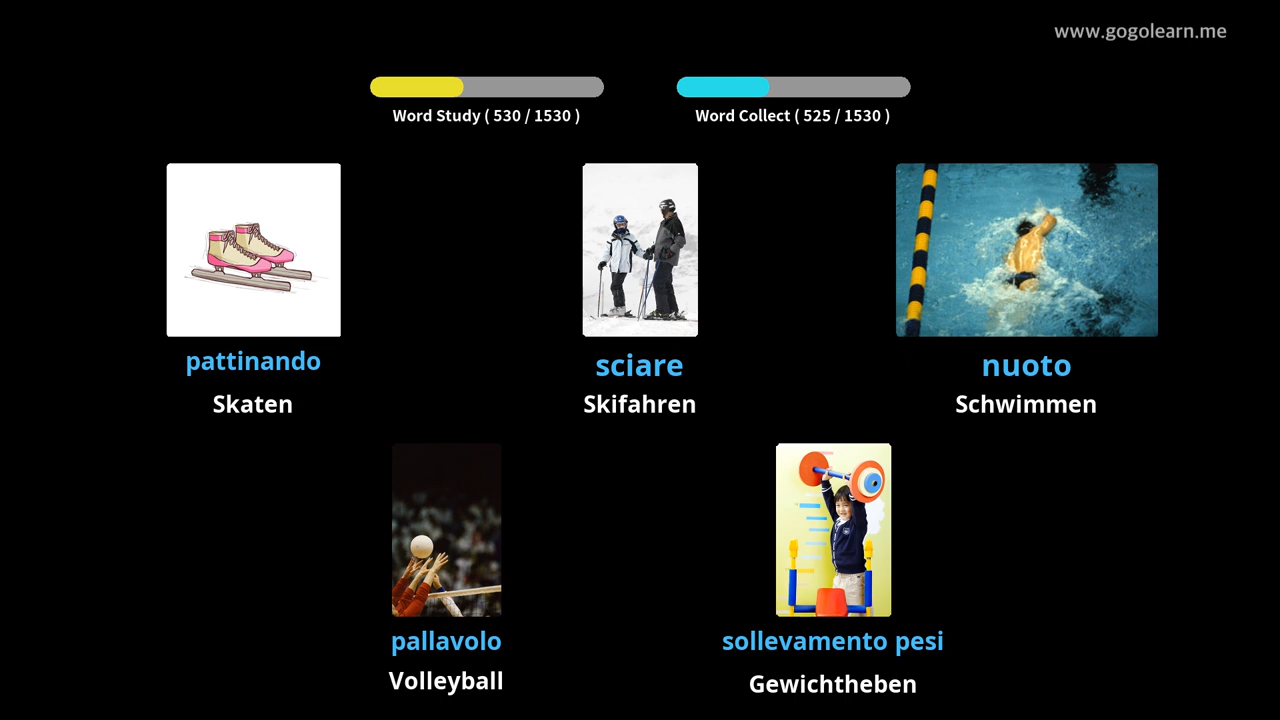 www.gogolearn.me
Word Study ( 530 / 1530 )
Word Collect ( 525 / 1530 )
pattinando
Skaten
sciare
Skifahren
nuoto
Schwimmen
pallavolo
Volleyball
sollevamento pesi
Gewichtheben